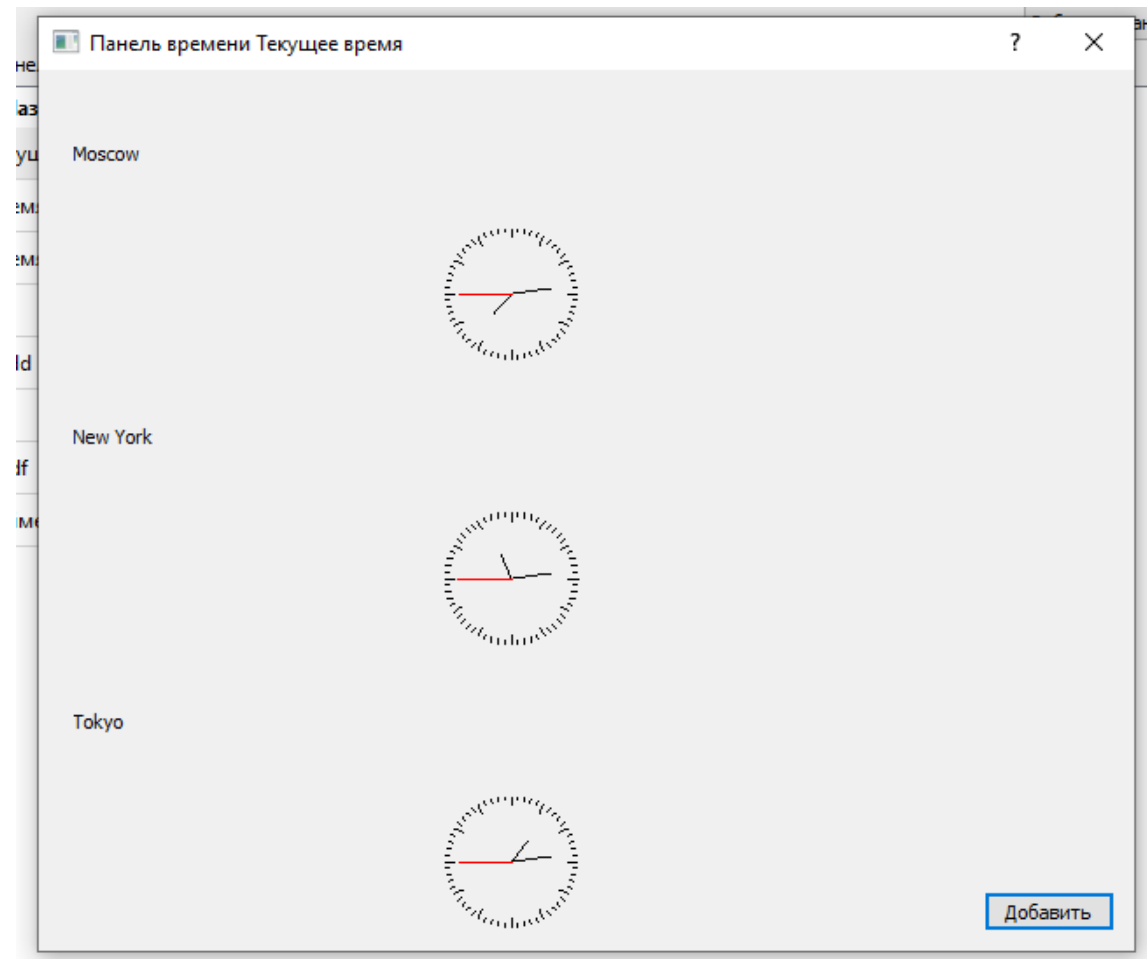 Панель времени Текущее время
?
Moscow
New York
Tokyo
Добавить